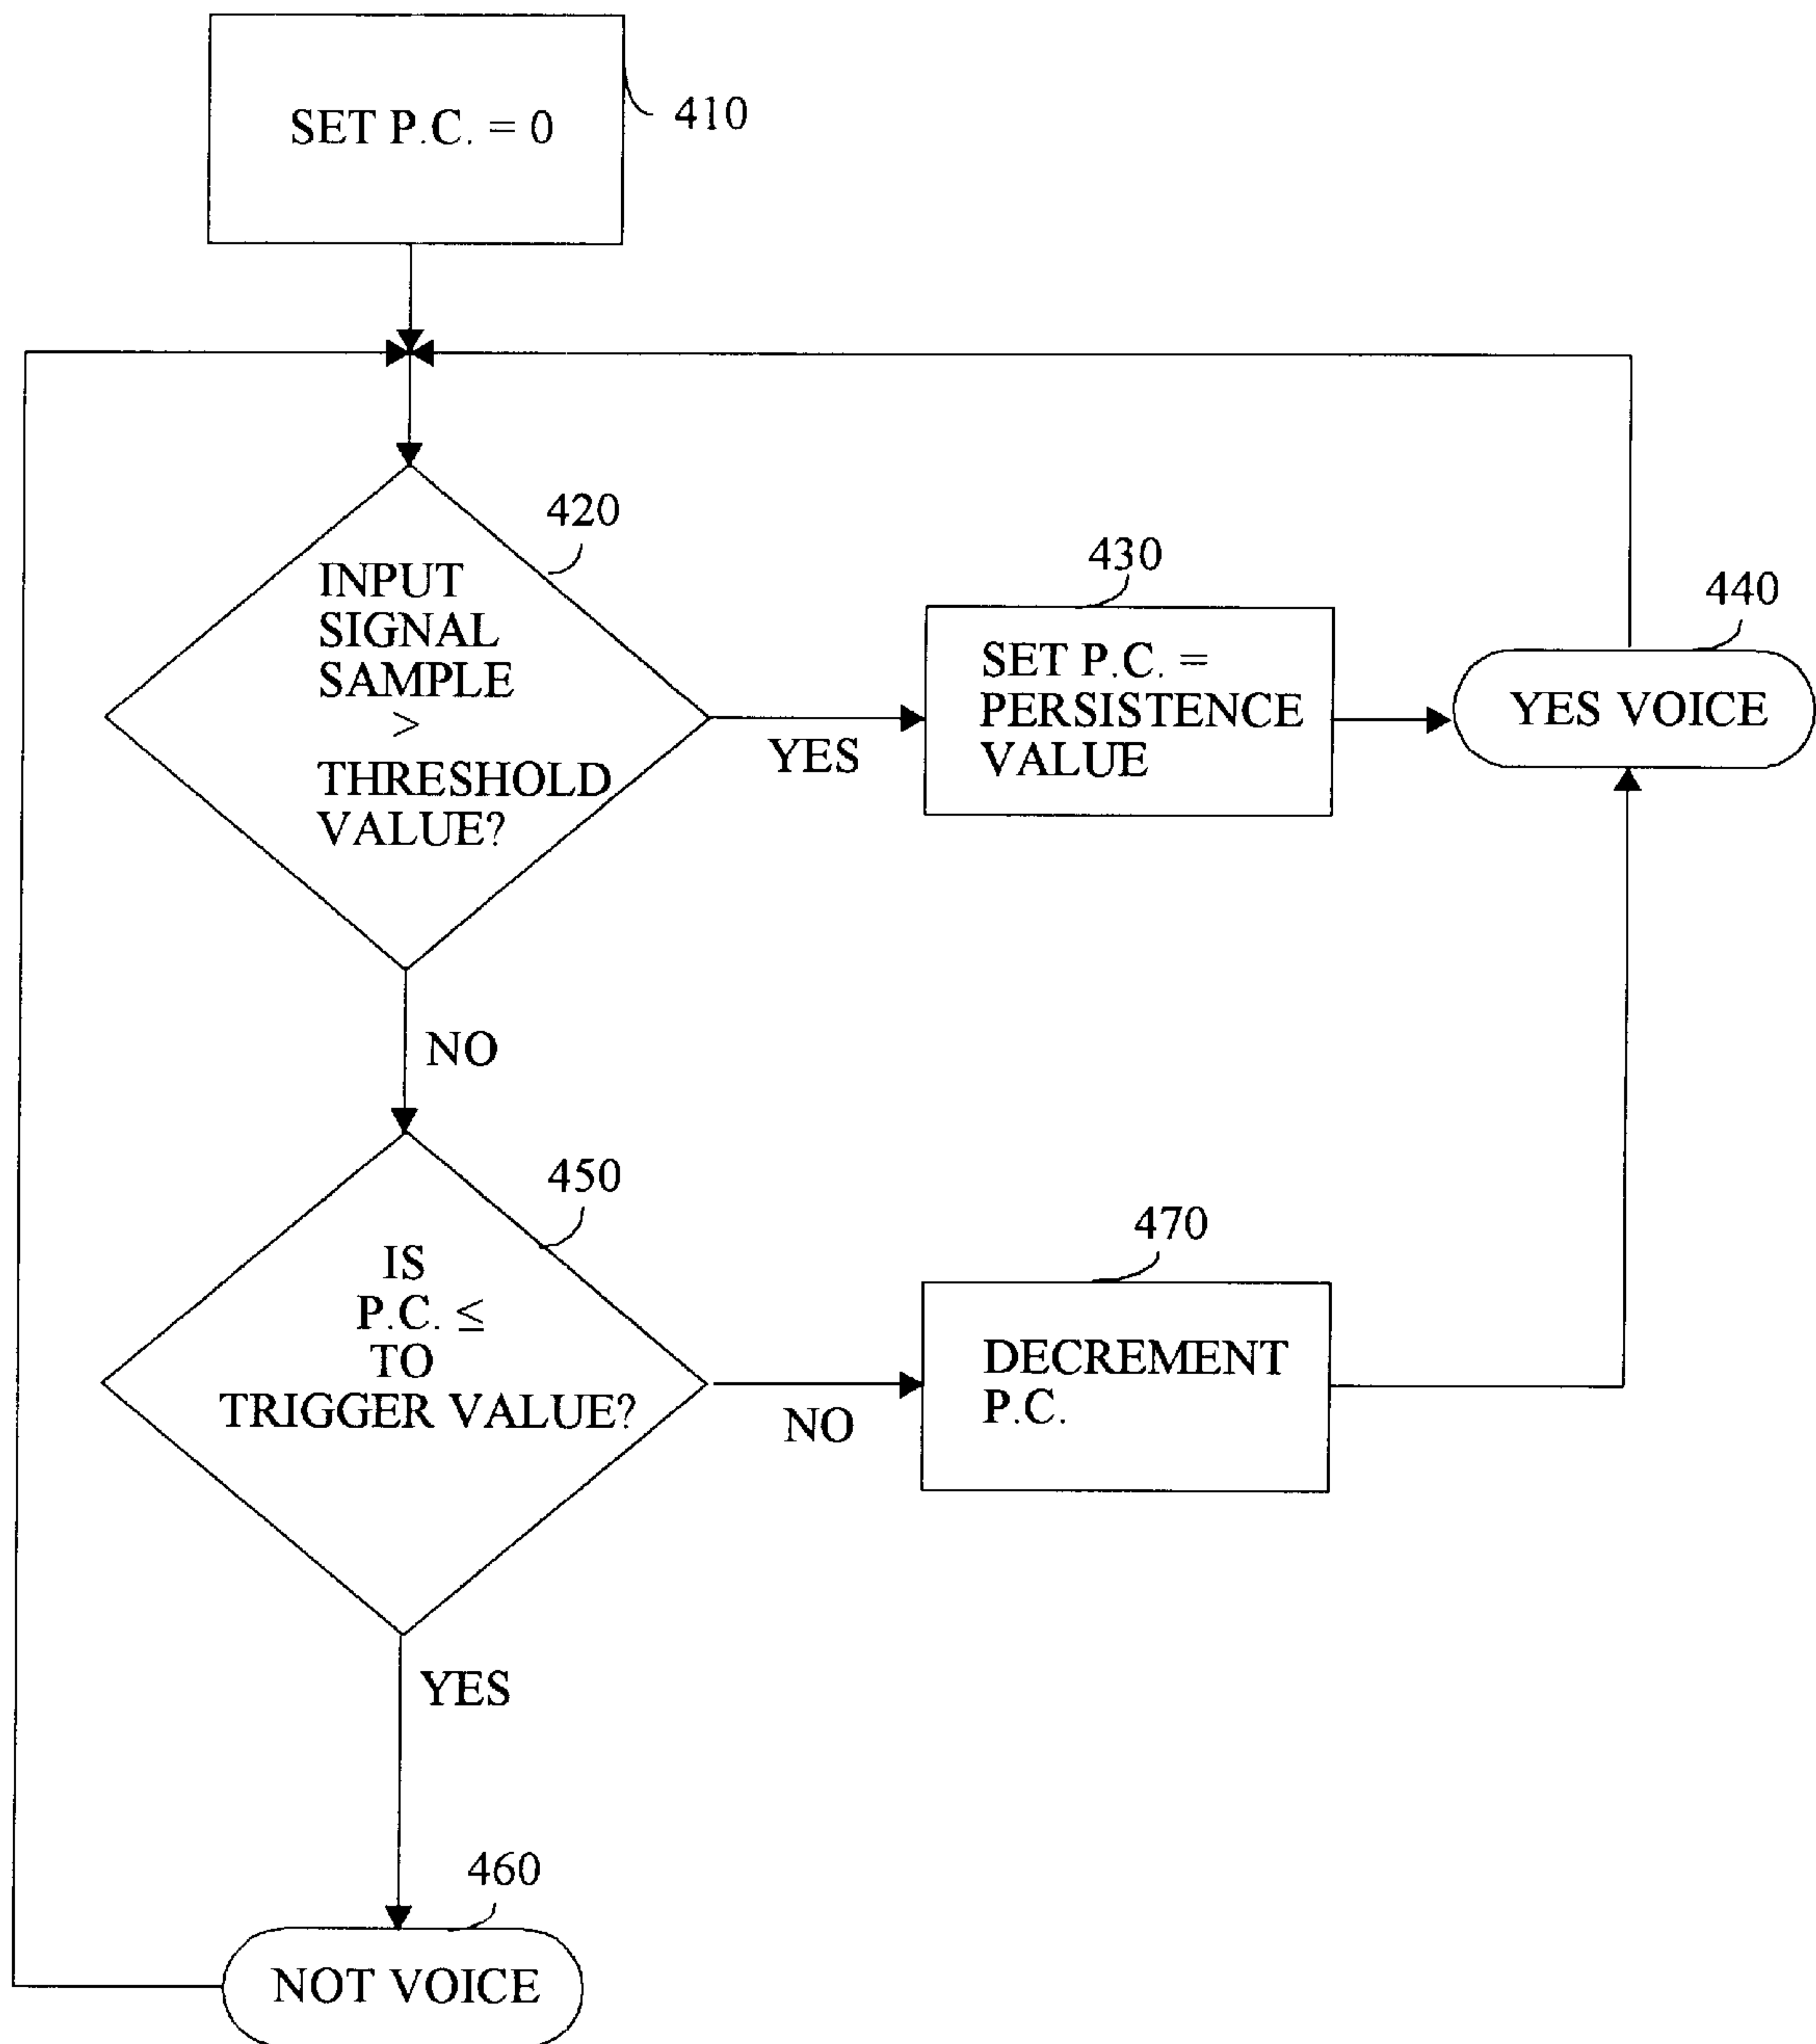 SET P.C. = 0
410
420
INPUT
SIGNAL
SAMPLE
>
THRESHOLD
VALUE?
YES
430
SET P.C. =
PERSISTENCE
VALUE
440
YES VOICE
NO
450
IS
P.C. ≤
TO
TRIGGER VALUE?
NO
470
DECREMENT
P.C.
YES
460
NOT VOICE